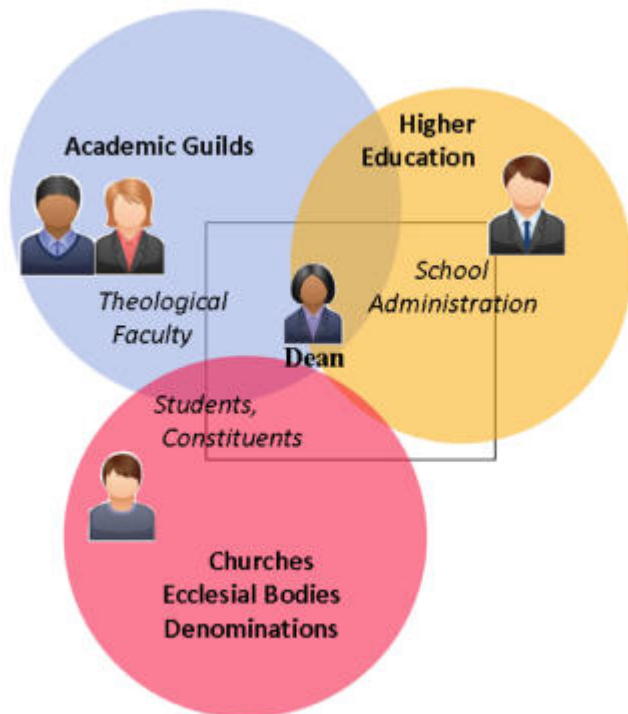 Academic Guilds
Higher
Education
Theological
Faculty
School
Administration
Dean
Students,
Constituents
Churches
Ecclesial Bodies
Denominations